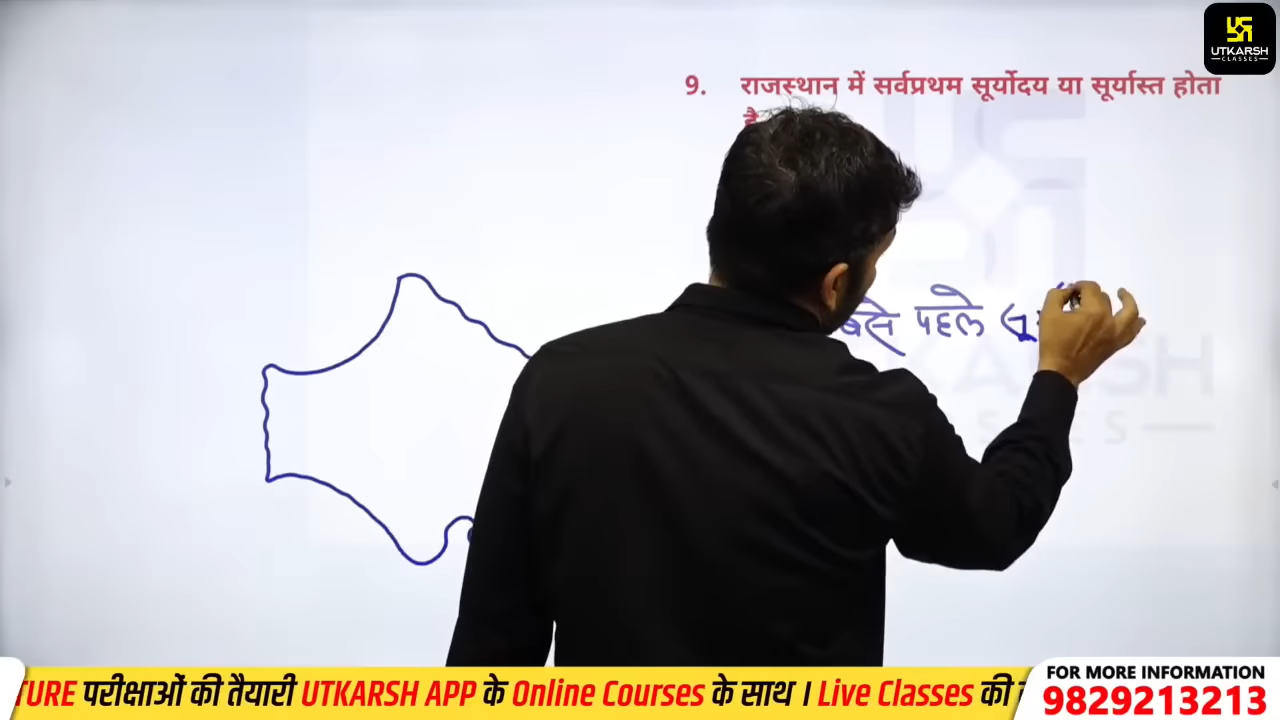 UTKARSH
CLASSES
9. राजस्थान में सर्वप्रथम सूर्योदय या सूर्यास्त होता
है
पहले
TURE परीक्षाओं की तैयारी UTKARSH APP के Online Courses के साथ । Live Classes की
FOR MORE INFORMATION
9829213213